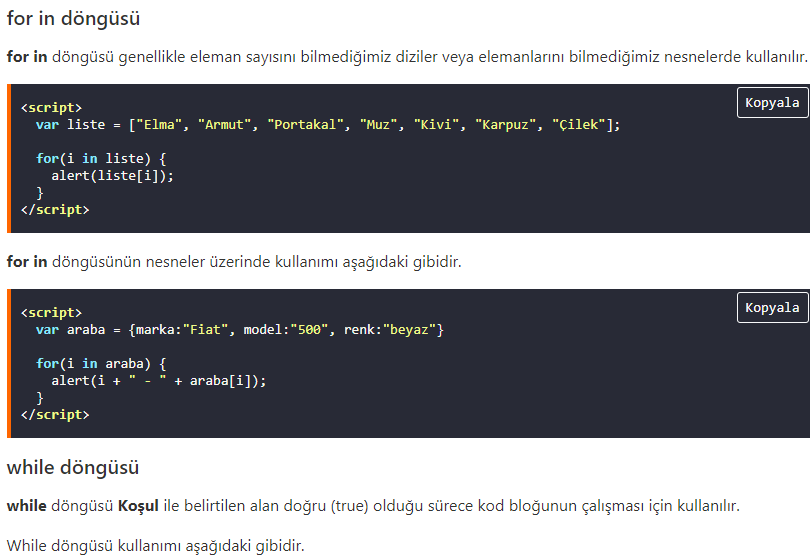 for in döngüsü
for in döngüsü genellikle eleman sayısını bilmediğimiz diziler veya elemanlarını bilmediğimiz nesnelerde kullanılır.
Kopyala
<script>
  var liste = ["Elma", "Armut", "Portakal", "Muz", "Kivi", "Karpuz", "Çilek"];
  for(i in liste) {
    alert(liste[i]);
  }
</script>
for in döngüsünün nesneler üzerinde kullanımı aşağıdaki gibidir.
Kopyala
<script>
  var araba = {marka:"Fiat", model:"500", renk:"beyaz"}
  for(i in araba) {
    alert(i + " - " + araba[i]);
  }
</script>
while döngüsü
while döngüsü Koşul ile belirtilen alan doğru (true) olduğu sürece kod bloğunun çalışması için kullanılır.
While döngüsü kullanımı aşağıdaki gibidir.